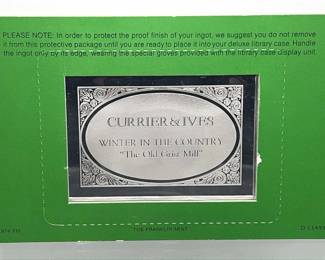 PLEASE NOTE: In order to protect the proof finish of your ingot, we suggest you do not remove
it from this protective package until you are ready to place it into your deluxe library case. Handle
the ingot only by its edge, wearing the special gloves provided with the library case display unit.
CURRIER & IVES
WINTER IN THE COUNTRY
"The Old Grist Mill"
THE FRANKLIN MINT